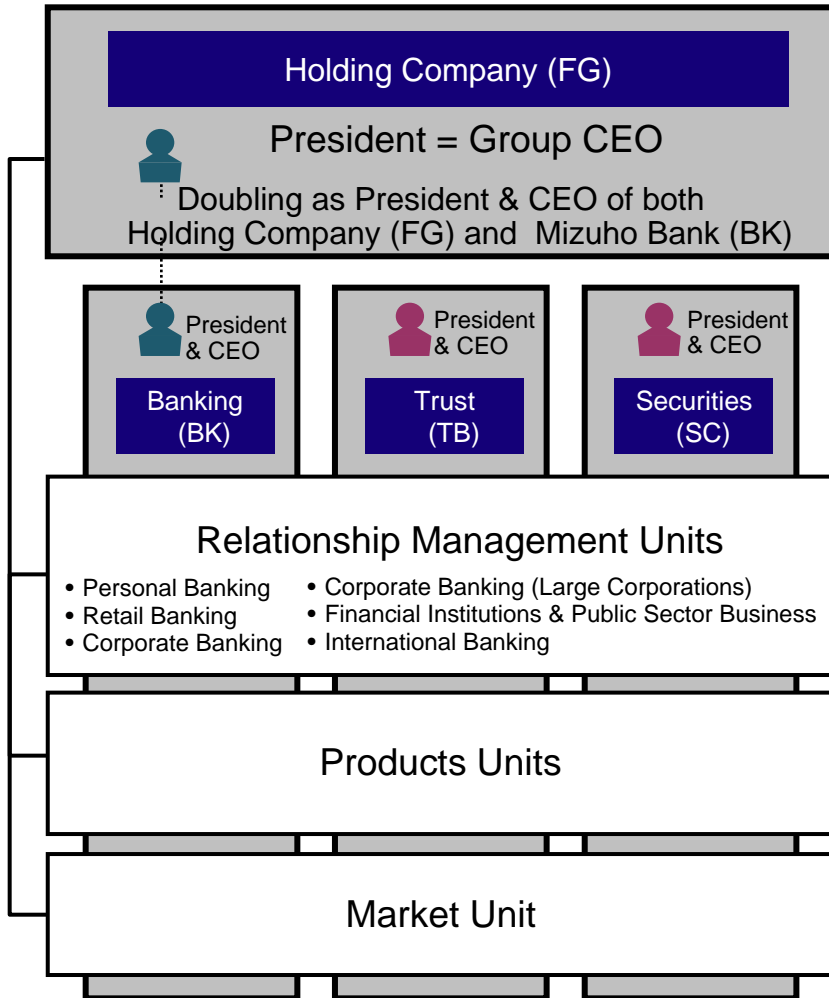 Holding Company (FG)
President = Group CEO
Doubling as President & CEO of both
Holding Company (FG) and Mizuho Bank (BK)
President
& CEO
Banking
(BK)
President
& CEO
Trust
(TB)
President
& CEO
Securities
(SC)
Relationship Management Units
• Personal Banking
• Retail Banking
• Corporate Banking
• Corporate Banking (Large Corporations)
• Financial Institutions & Public Sector Business
• International Banking
Products Units
Market Unit